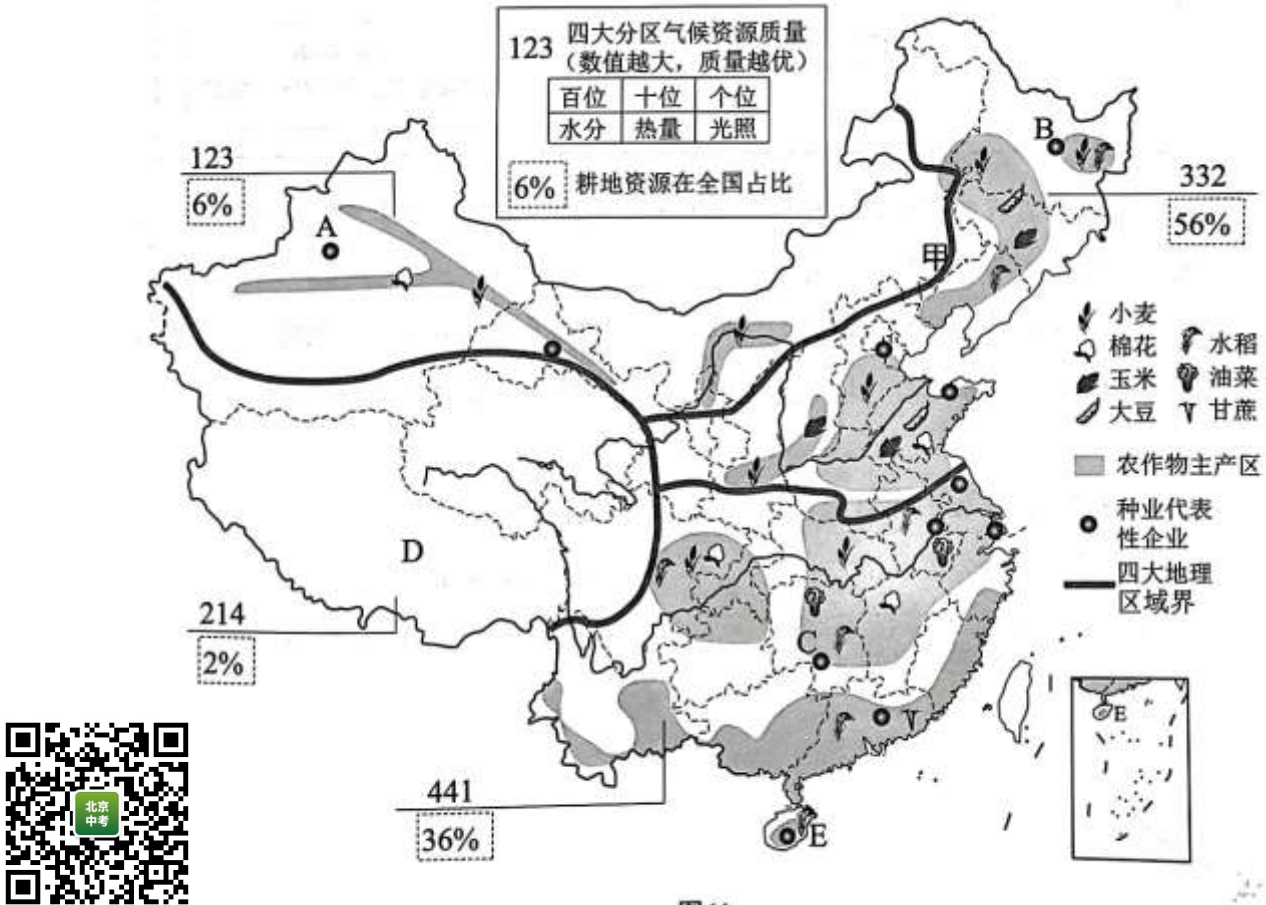 123 四大分区气候资源质量
（数值越大，质量越优）
百位 十位 个位
水分 热量 光照
6% 耕地资源在全国占比
123
6%
A
B
332
56%
甲
小麦
棉花 水稻
玉米 油菜
大豆 甘蔗
农作物主产区
种业代表
性企业
四大地理
区域界
D
214
2%
C
441
36%
E
E
北京
中考